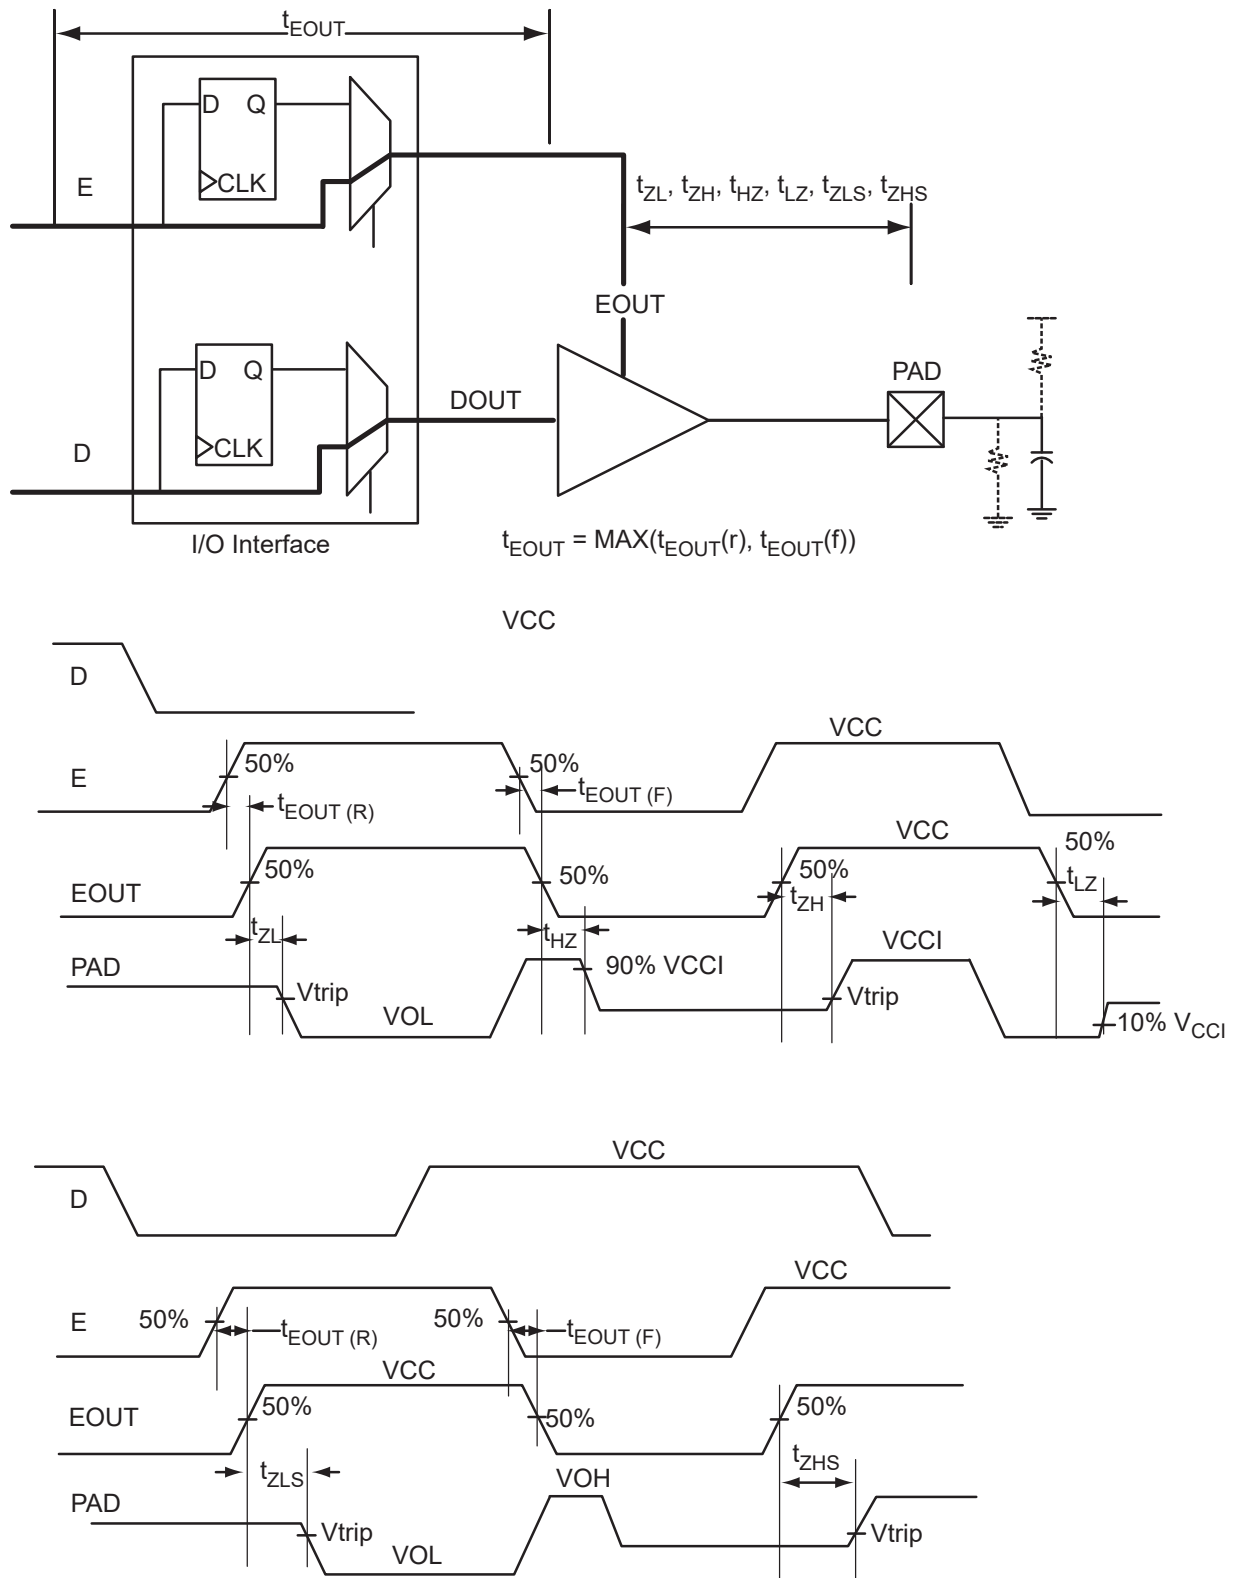 tEOUT
D Q
CLK
E
tZL, tZH, tHZ, tLZ, tZLS, tZHS
EOUT
D Q
CLK
D
DOUT
PAD
I/O Interface
tEOUT = MAX(tEOUT(r), tEOUT(f))
VCC
D
VCC
E
50%
50%
tEOUT (R)
tEOUT (F)
VCC
50%
EOUT
50%
50%
50%
tLZ
tZH
tZL
tHZ
VCCI
PAD
90% VCCI
Vtrip
Vtrip
VOL
10% VCCI
VCC
D
VCC
E
50%
50%
tEOUT (R)
tEOUT (F)
VCC
EOUT
50%
50%
50%
tZLS
tZHS
VOH
PAD
Vtrip
Vtrip
VOL